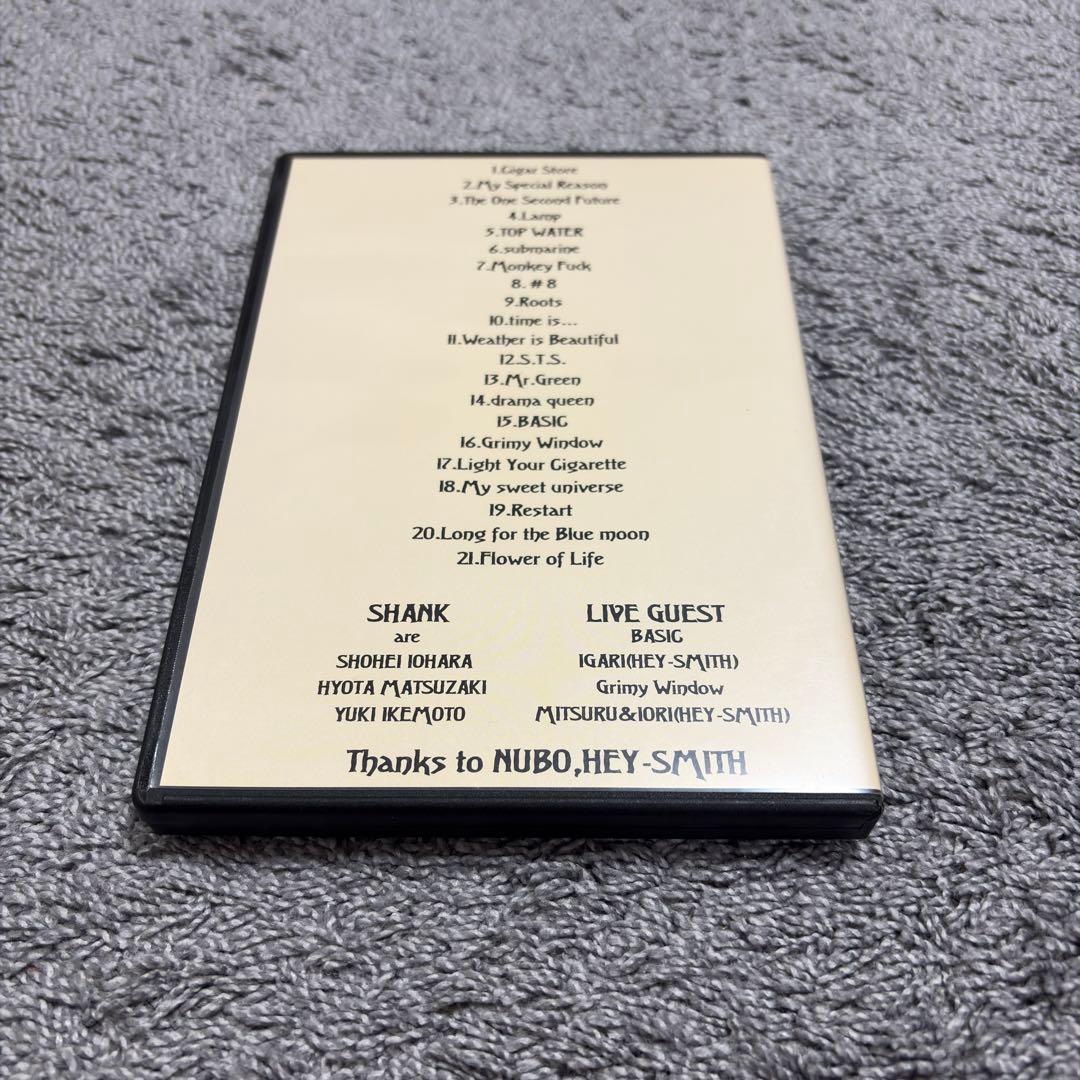 1.Cigar Store
2.My Special Reason
3.The One Second Future
4.Lamp
5.TOP WATER
6.submarine
7.Monkey Fuck
8.#8
9.Roots
10.time is...
11.Weather is Beautiful
12.S.T.S.
13.Mr.Green
14.drama queen
15.BASIC
16.Grimy Window
17.Light Your Cigarette
18.My sweet universe
19.Restart
20.Long for the Blue moon
21.Flower of Life
SHANK
are
SHOHEI IOHARA
HYOTA MATSUZAKI
YUKI IKEMOTO
LIVE GUEST
BASIC
IGARI(HEY-SMITH)
Grimy Window
MITSURU&IORI(HEY-SMITH)
Thanks to NUBO,HEY-SMITH